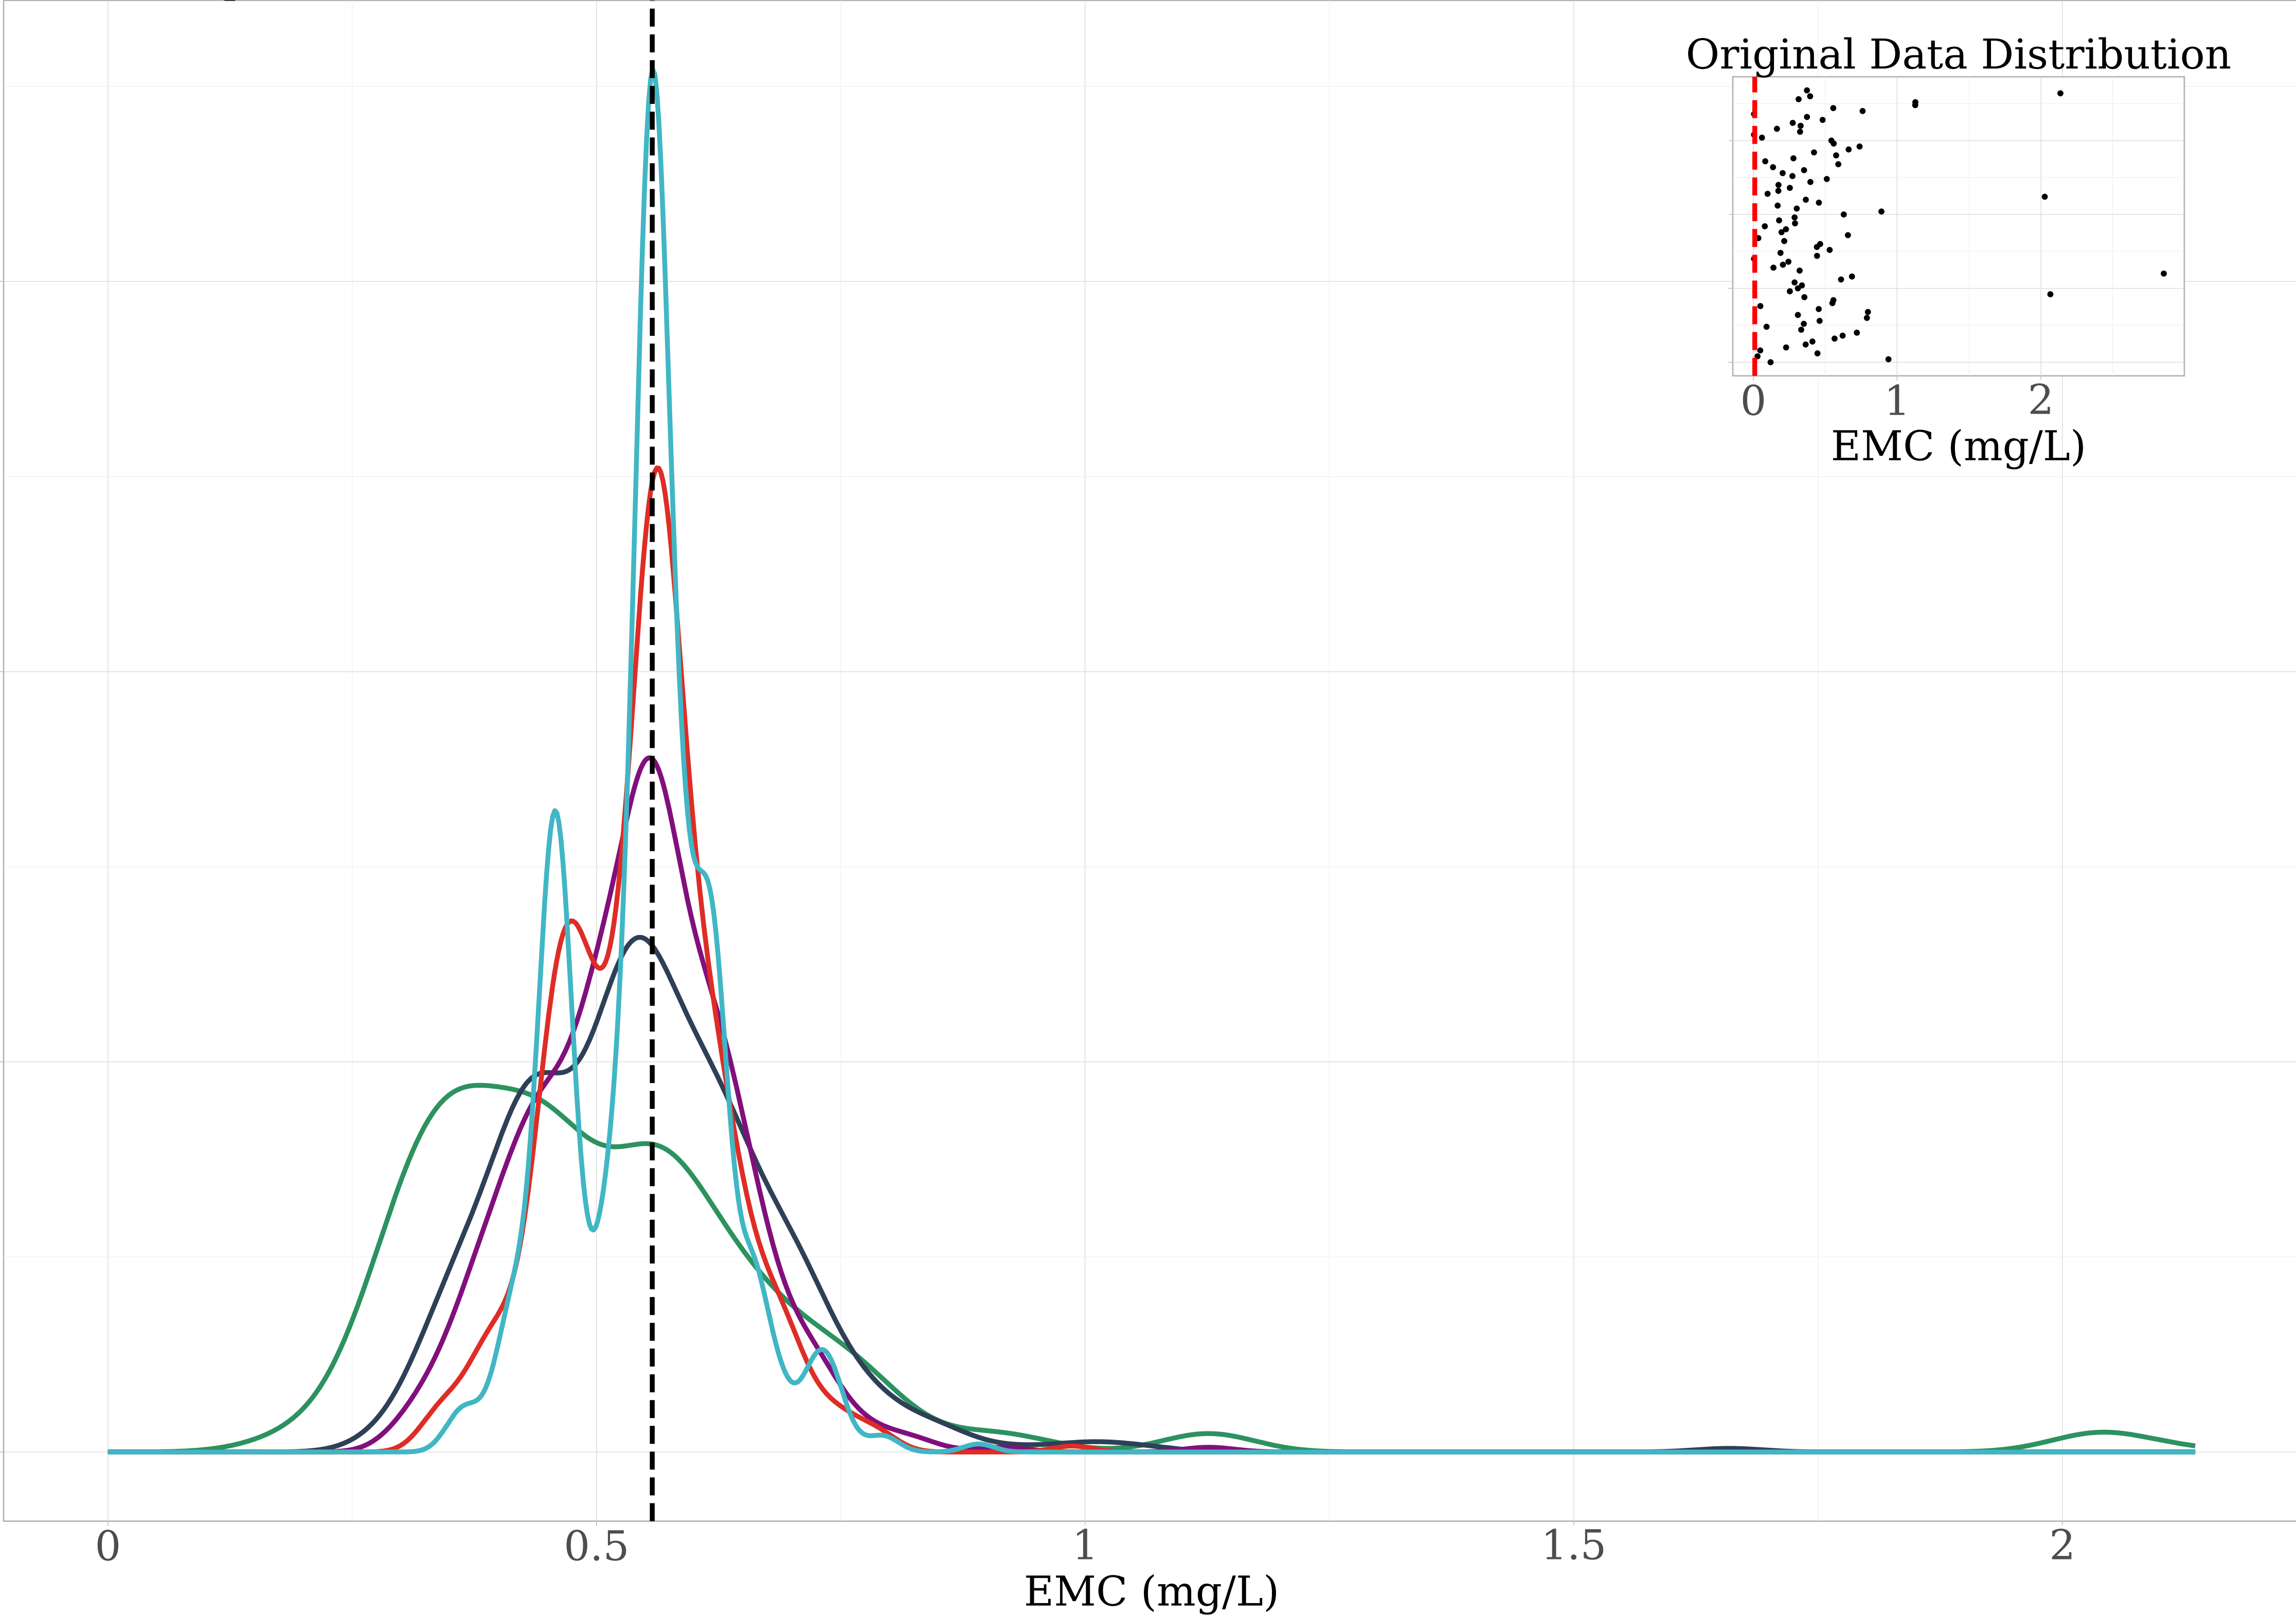 Original Data Distribution
0 1 2
EMC (mg/L)
0 0.5 1 1.5 2
EMC (mg/L)